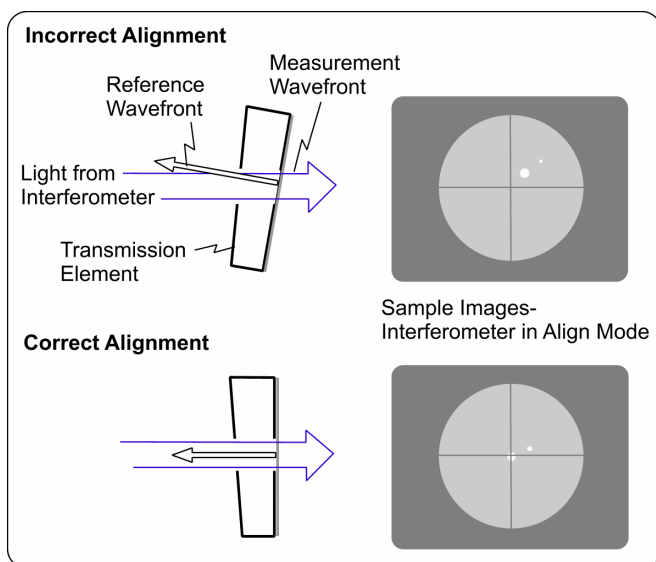 Incorrect Alignment
Reference
Wavefront
Measurement
Wavefront
Light from
Interferometer
Transmission
Element
Sample Images-
Interferometer in Align Mode
Correct Alignment